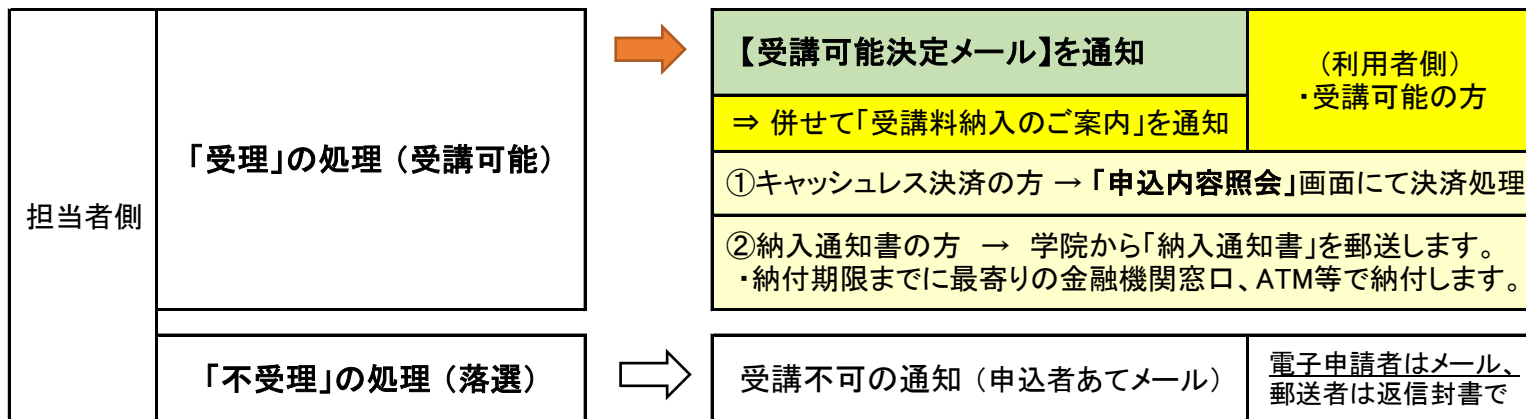 担当者側
「受理」の処理（受講可能）
【受講可能決定メール】を通知
（利用者側）
・受講可能の方
⇒ 併せて「受講料納入のご案内」を通知
①キャッシュレス決済の方 → 「申込内容照会」画面にて決済処理
②納入通知書の方 → 学院から「納入通知書」を郵送します。
・納付期限までに最寄りの金融機関窓口、ATM等で納付します。
「不受理」の処理（落選）
受講不可の通知（申込者あてメール）
電子申請者はメール、
郵送者は返信封書で